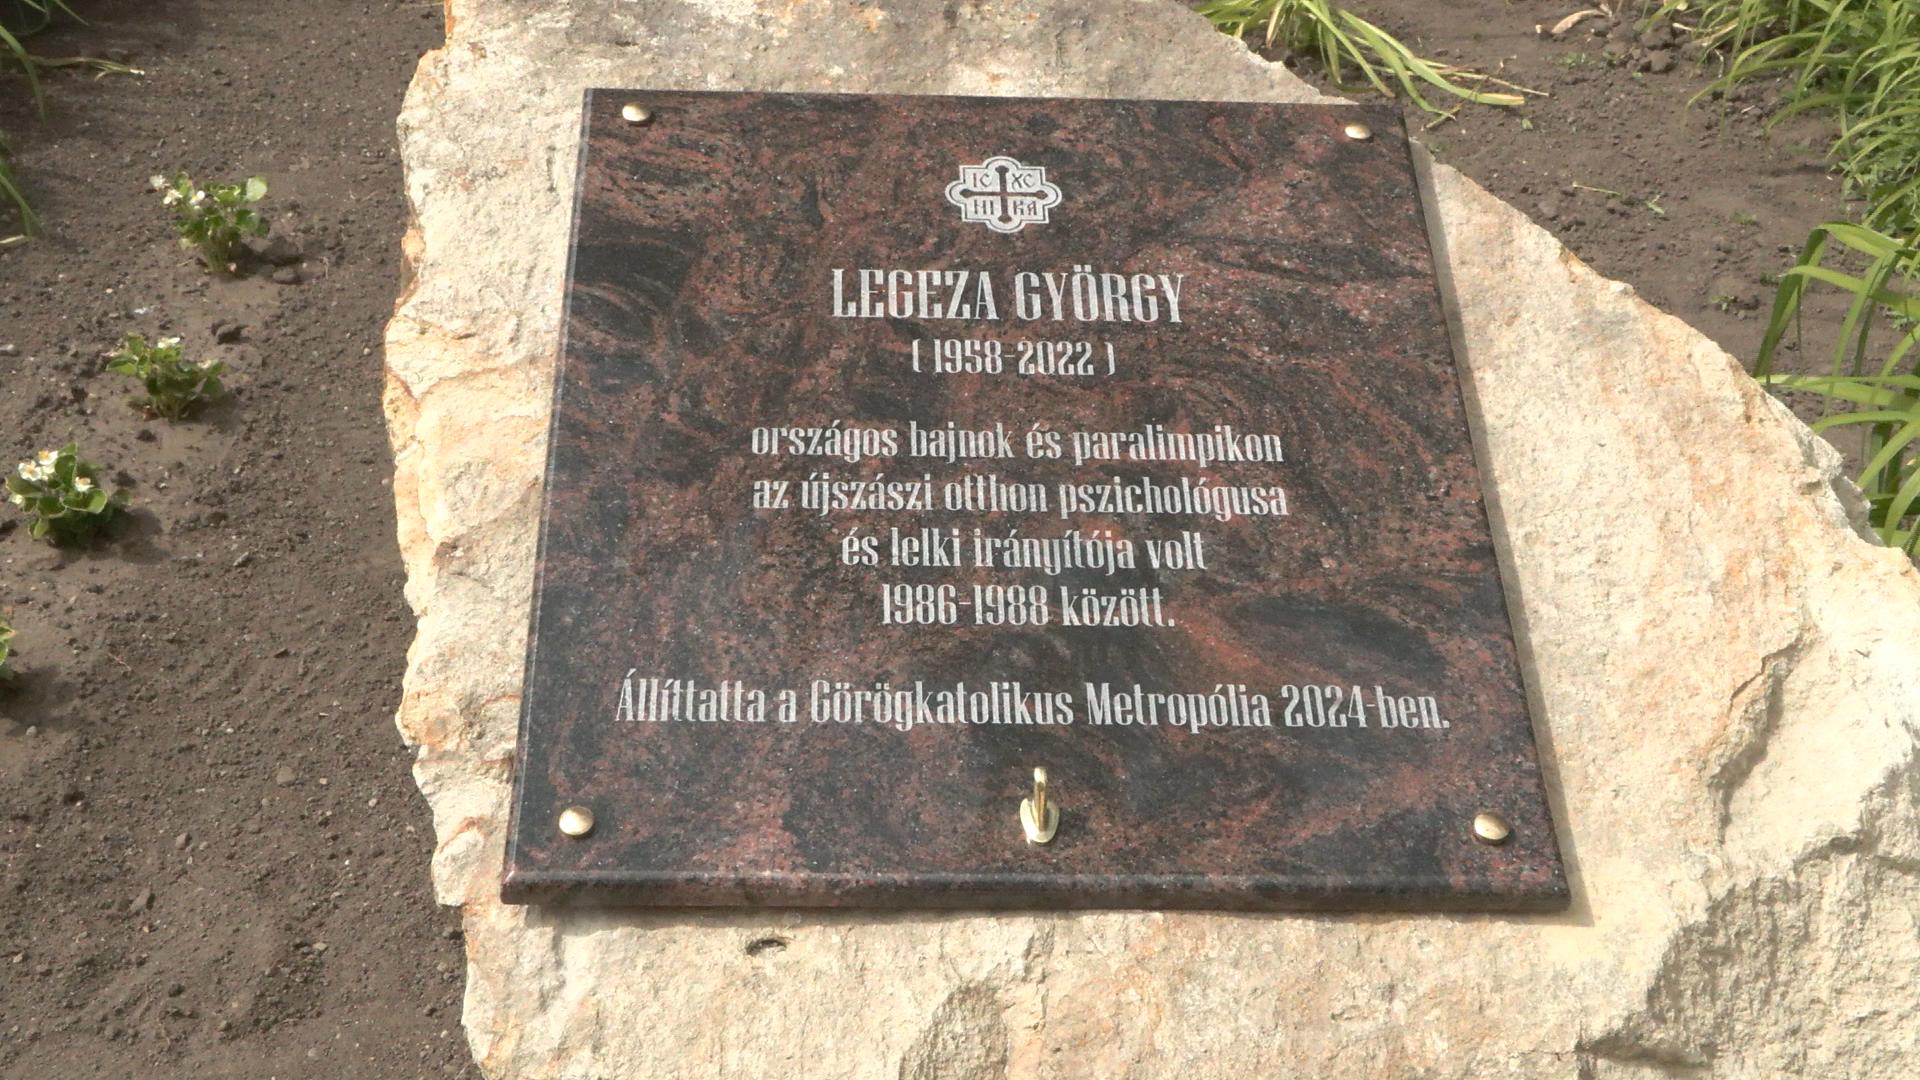 IC XC
NI KA
LEGEZA GYÖRGY
( 1958-2022 )
országos bajnok és paralimpikon
az újszászi otthon pszichológusa
és lelki irányítója volt
1986-1988 között.
Állíttatta a Görögkatolikus Metropólia 2024-ben.